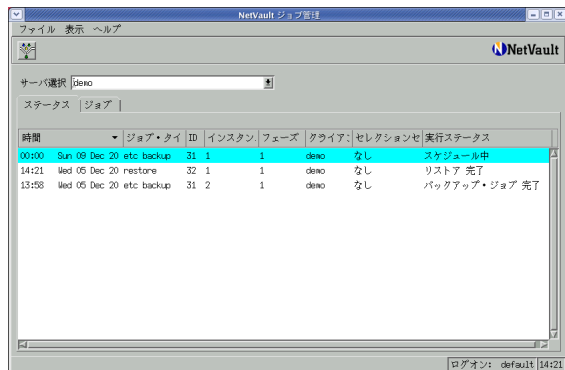 NetVault ジョブ管理
ファイル 表示 ヘルプ
NetVault
サーバ選択 demo
ステータス ジョブ
時間 ジョブ・タイ ID インスタン フェーズ クライアン セレクションセ 実行ステータス
00:00 Sun 09 Dec 20 etc backup 31 1 1 demo なし スケジュール中
14:21 Wed 05 Dec 20 restore 32 1 1 demo なし リストア 完了
13:58 Wed 05 Dec 20 etc backup 31 2 1 demo なし バックアップ・ジョブ 完了
ログオン: default 14:21